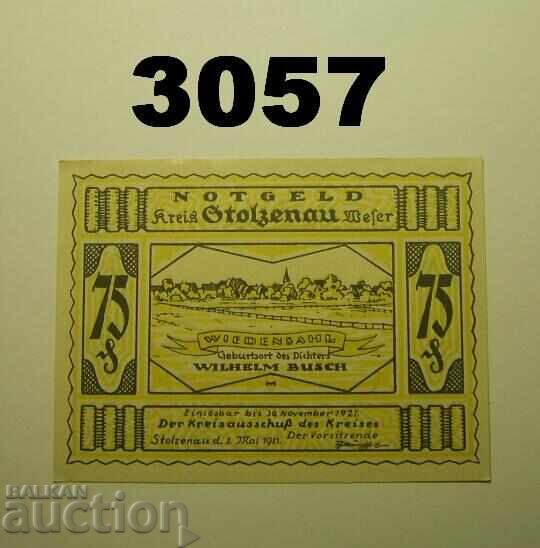 3057
NOTGELD
Kreis Stolzenau Weser
75
75
WIEDENSAHL
Geburtsort des Dichters
WILHELM BUSCH
Einlösbar bis 30. November 1921.
Der Kreisausschuß des Kreises
Stolzenau d. 1. Mai 1921. Der Vorsitzende
BALKAN
auction